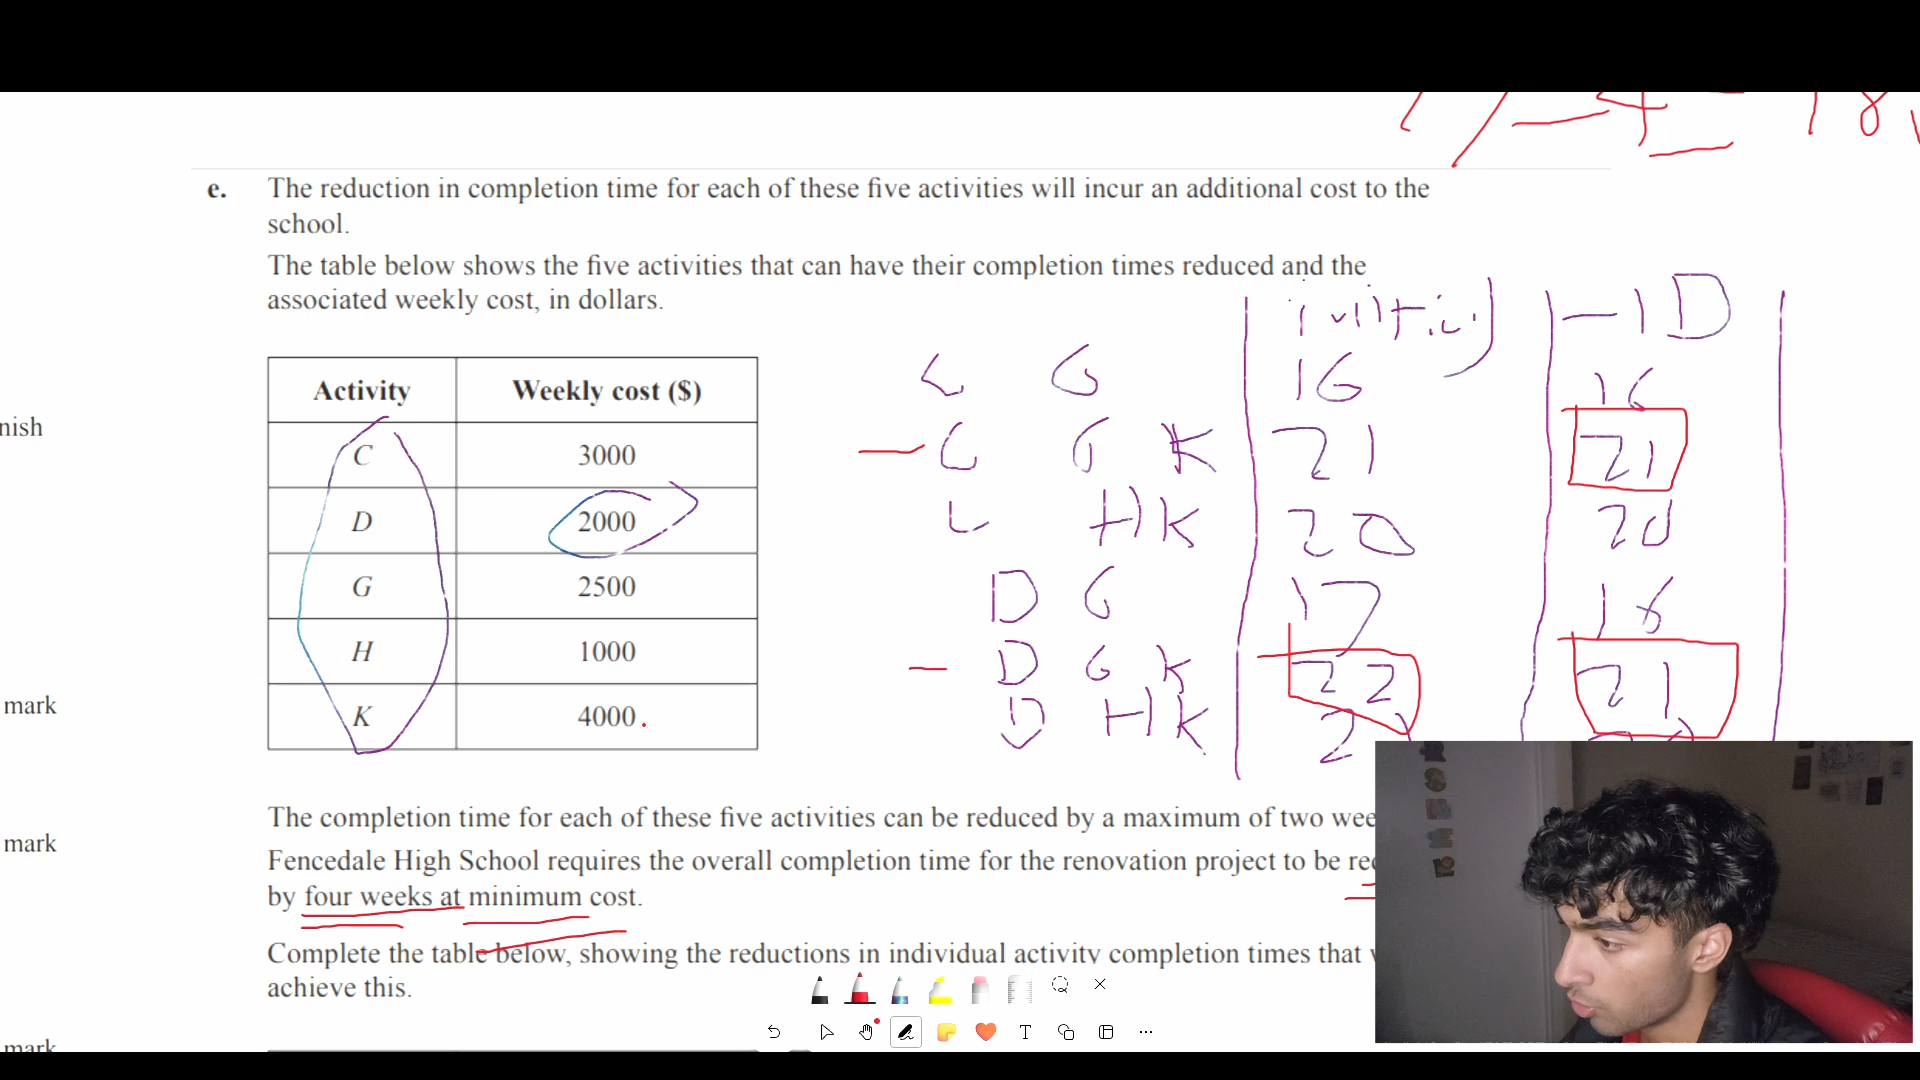 e. The reduction in completion time for each of these five activities will incur an additional cost to the
school.
The table below shows the five activities that can have their completion times reduced and the
associated weekly cost, in dollars.
Activity Weekly cost ($)
C 3000
D 2000
G 2500
H 1000
K 4000
initial -1D
C G 16 16
- C G K 21 21
C H K 20 20
D G 17 16
- D G K 22 21
D H K
nish
mark
mark
mark
The completion time for each of these five activities can be reduced by a maximum of two wee
Fencedale High School requires the overall completion time for the renovation project to be re
by four weeks at minimum cost.
Complete the table below, showing the reductions in individual activity completion times that
achieve this.
T